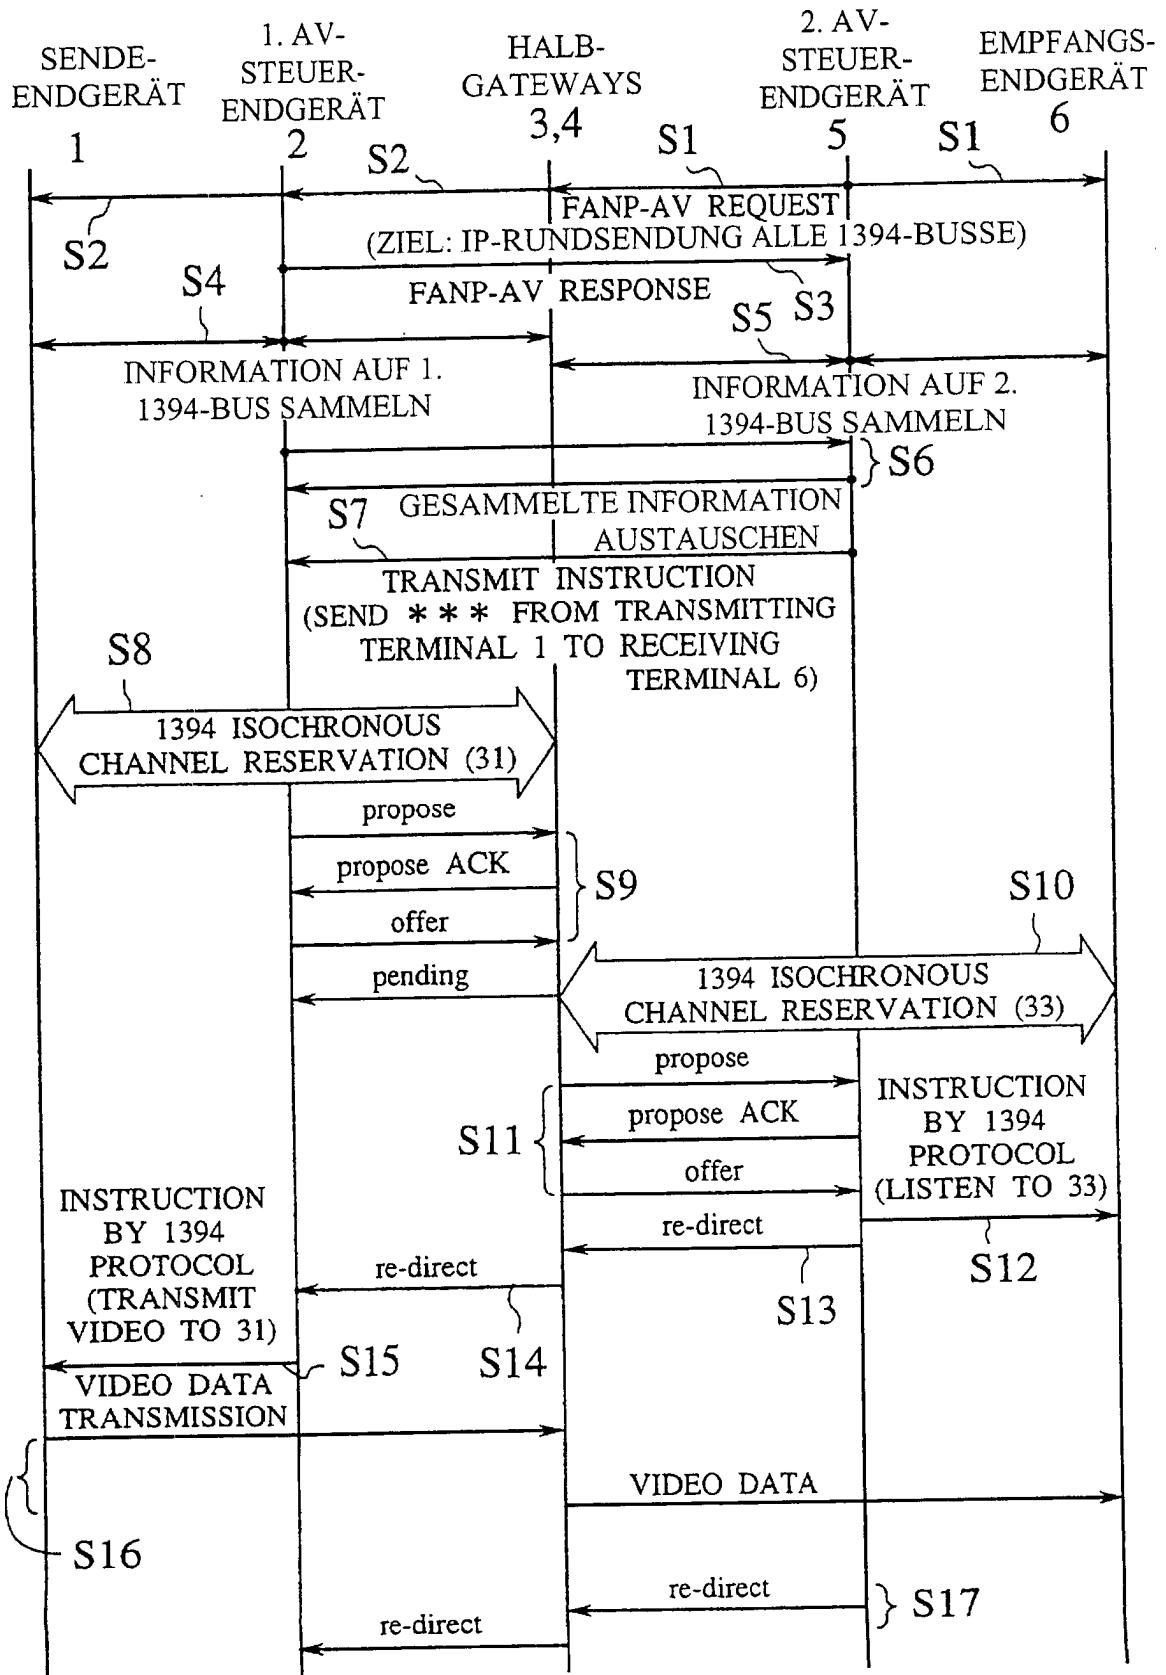 SENDE-
ENDGERÄT
1
1. AV-
STEUER-
ENDGERÄT
2
HALB-
GATEWAYS
3,4
2. AV-
STEUER-
ENDGERÄT
5
EMPFANGS-
ENDGERÄT
6
S2
S1
S1
S2
FANP-AV REQUEST
(ZIEL: IP-RUNDSENDUNG ALLE 1394-BUSSE)
S4
FANP-AV RESPONSE
S3
S5
INFORMATION AUF 1.
1394-BUS SAMMELN
INFORMATION AUF 2.
1394-BUS SAMMELN
S6
S7
GESAMMELTE INFORMATION
AUSTAUSCHEN
TRANSMIT INSTRUCTION
(SEND * * * FROM TRANSMITTING
TERMINAL 1 TO RECEIVING
TERMINAL 6)
S8
1394 ISOCHRONOUS
CHANNEL RESERVATION (31)
propose
propose ACK
S9
offer
S10
pending
1394 ISOCHRONOUS
CHANNEL RESERVATION (33)
propose
propose ACK
S11
offer
INSTRUCTION
BY 1394
PROTOCOL
(LISTEN TO 33)
re-direct
S12
S13
INSTRUCTION
BY 1394
PROTOCOL
(TRANSMIT
VIDEO TO 31)
re-direct
S14
S15
VIDEO DATA
TRANSMISSION
VIDEO DATA
S16
re-direct
S17
re-direct